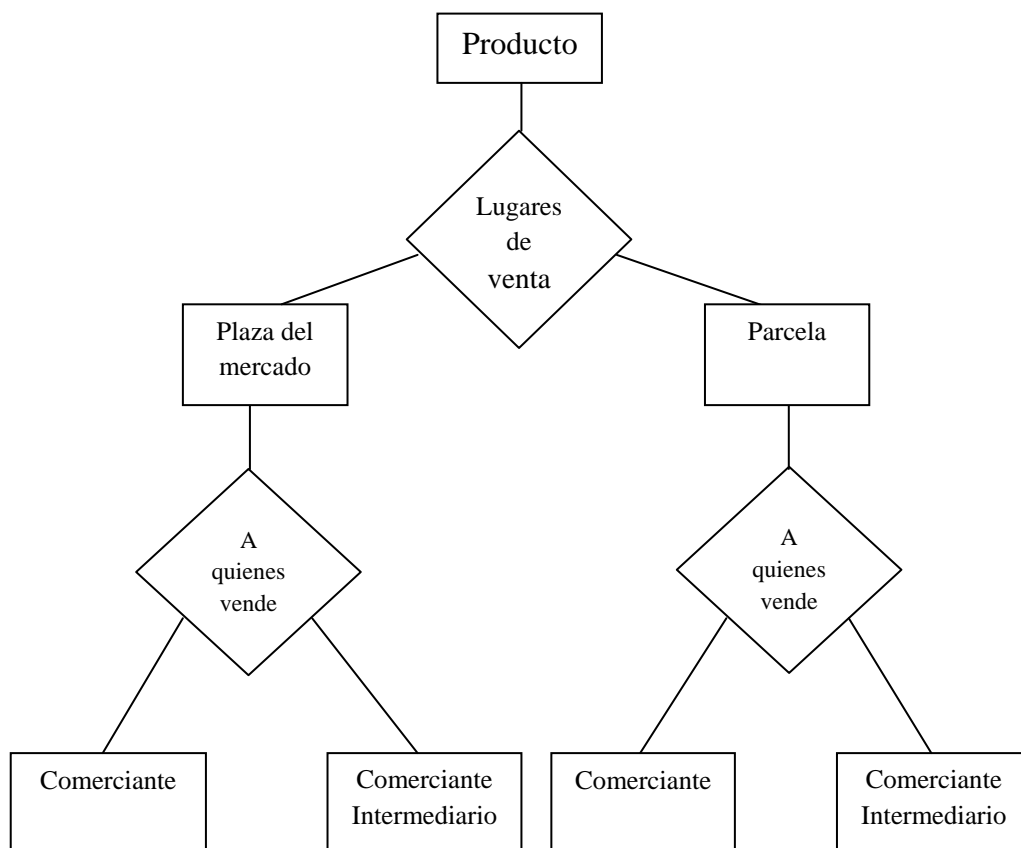 Producto
Lugares
de
venta
Plaza del
mercado
Parcela
A
quienes
vende
A
quienes
vende
Comerciante
Comerciante
Intermediario
Comerciante
Comerciante
Intermediario